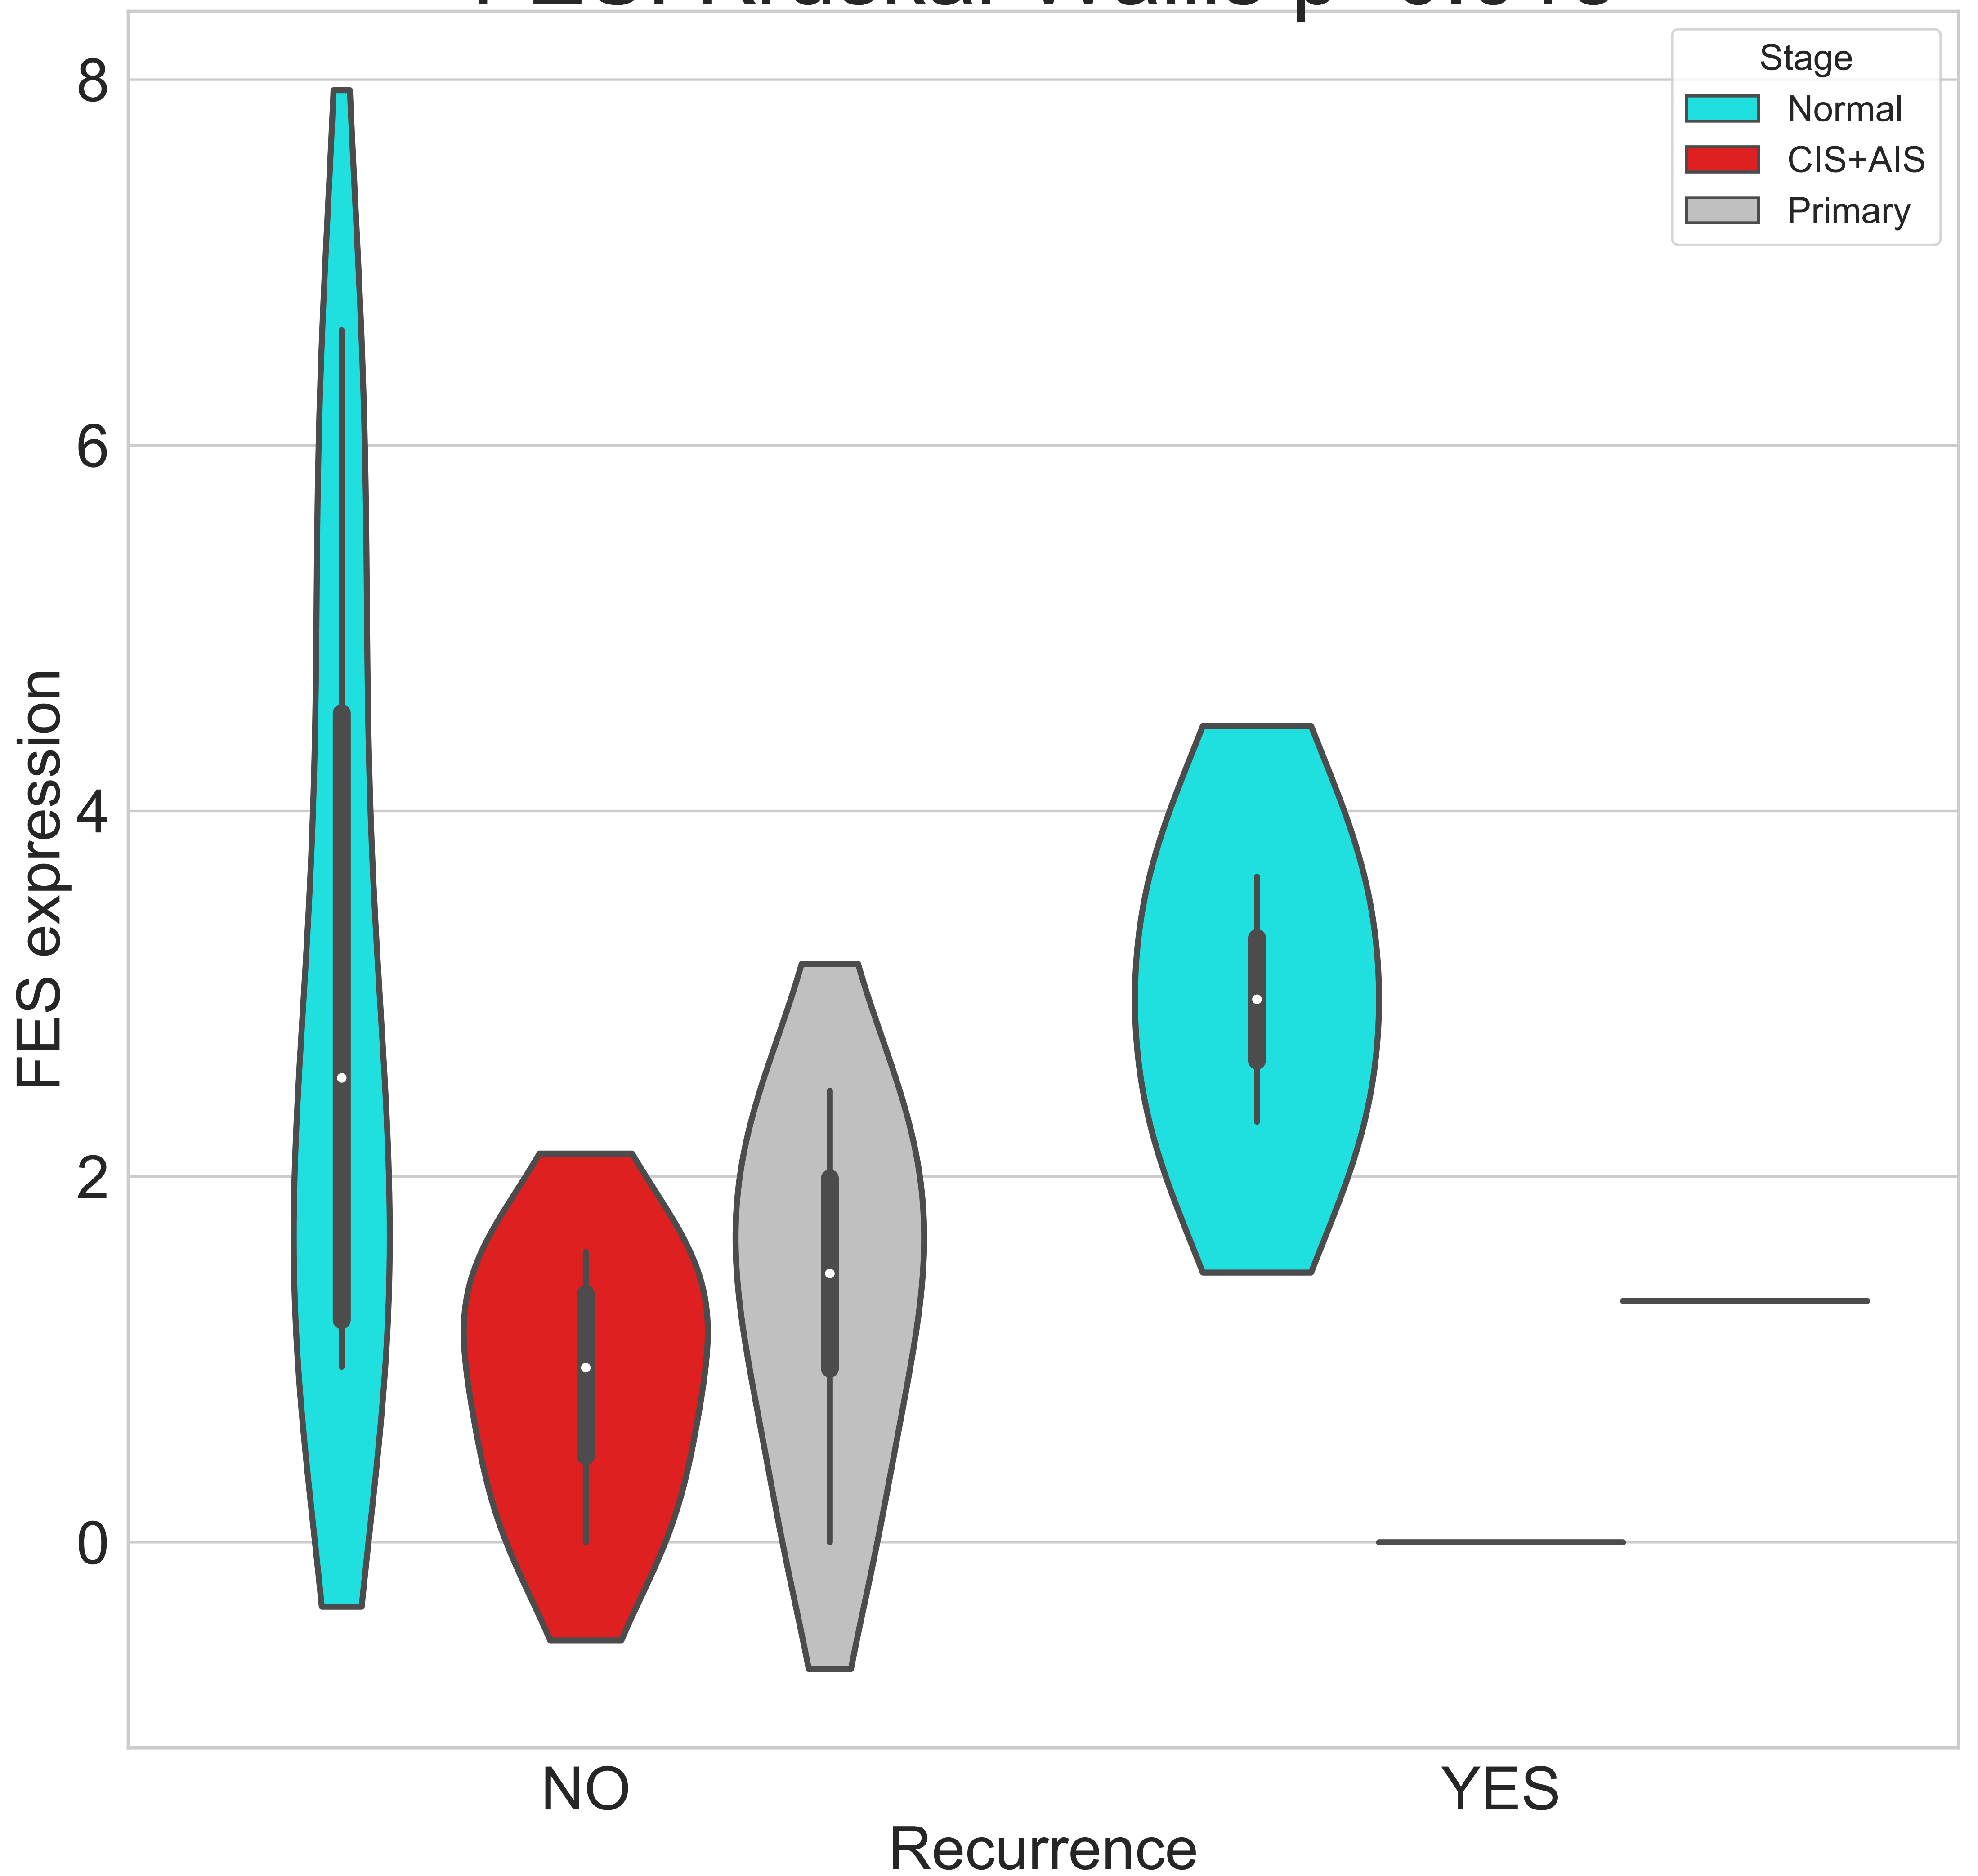 8
6
4
2
0
FES expression
Stage
Normal
CIS+AIS
Primary
NO
YES
Recurrence